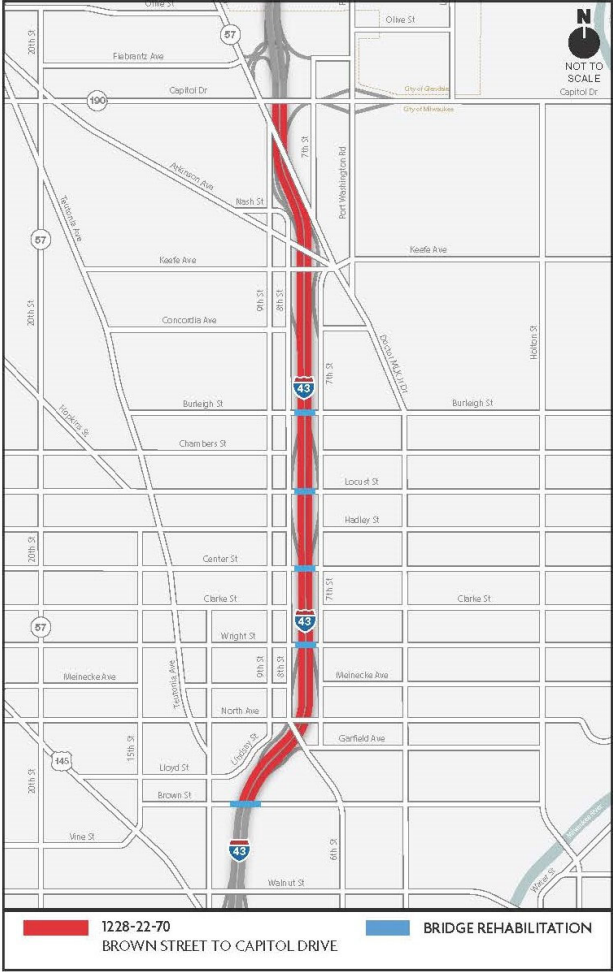 Olive St
57
20th St
Olive St
N
NOT TO
SCALE
Fiebrantz Ave
Capitol Dr
190
City of Glendale
City of Milwaukee
Capitol Dr
7th St
Port Washington Rd
Atkinson Ave
Teutonia Ave
Nash St
57
Keefe Ave
Keefe Ave
20th St
9th St
8th St
Concordia Ave
Holton St
Doctor MLK Jr Dr
7th St
43
Burleigh St
Burleigh St
Hopkins St
Chambers St
Locust St
Hadley St
20th St
Center St
7th St
Clarke St
Clarke St
43
57
Wright St
9th St
8th St
Meinecke Ave
Teutonia Ave
Meinecke Ave
North Ave
Garfield Ave
Lindsay St
15th St
145
Lloyd St
20th St
Brown St
Vine St
6th St
43
Milwaukee River
Water St
Walnut St
1228-22-70
BROWN STREET TO CAPITOL DRIVE
BRIDGE REHABILITATION